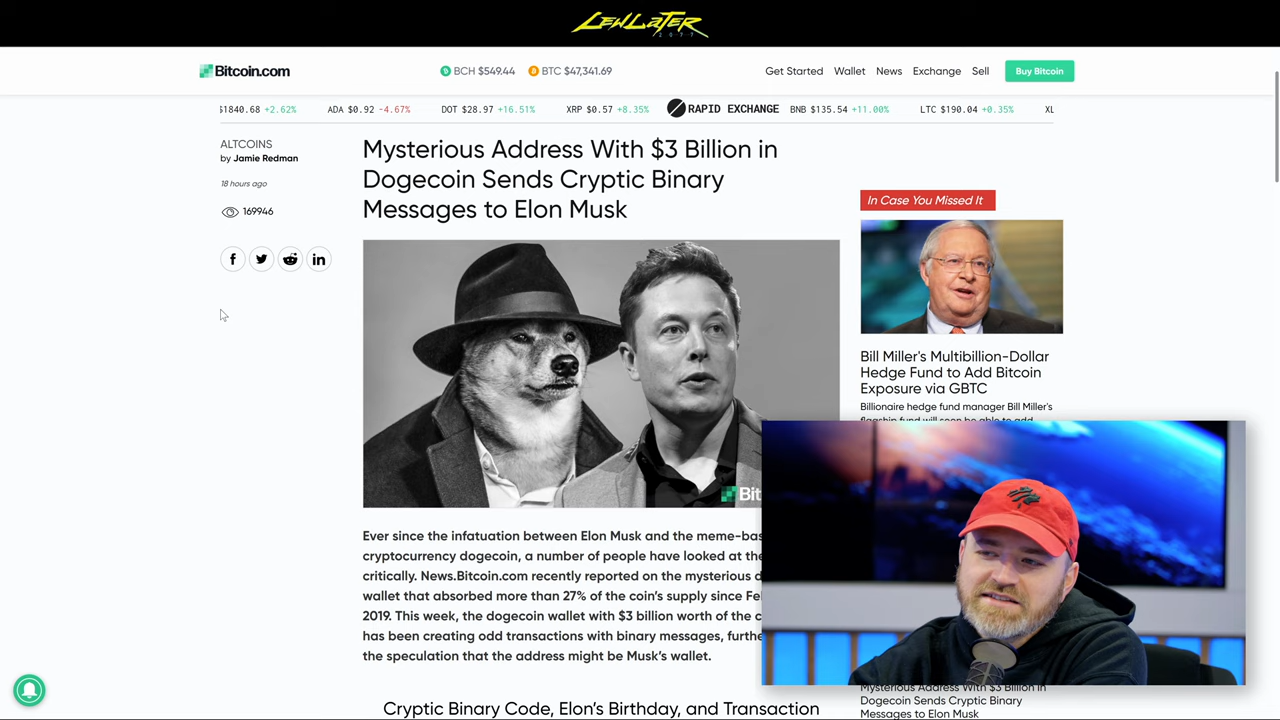 LEWLATER
2077
Bitcoin.com
BCH $549.44
BTC $47,341.69
Get Started
Wallet
News
Exchange
Sell
Buy Bitcoin
$1840.68 +2.62%
ADA $0.92 -4.67%
DOT $28.97 +16.51%
XRP $0.57 +8.35%
RAPID EXCHANGE
BNB $135.54 +11.00%
LTC $190.04 +0.35%
ALTCOINS
by Jamie Redman
18 hours ago
169946
Mysterious Address With $3 Billion in
Dogecoin Sends Cryptic Binary
Messages to Elon Musk
Bit
Ever since the infatuation between Elon Musk and the meme-bas
cryptocurrency dogecoin, a number of people have looked at the
critically. News.Bitcoin.com recently reported on the mysterious d
wallet that absorbed more than 27% of the coin's supply since Fe
2019. This week, the dogecoin wallet with $3 billion worth of the c
has been creating odd transactions with binary messages, furthe
the speculation that the address might be Musk's wallet.
Cryptic Binary Code, Elon's Birthday, and Transaction
In Case You Missed It
Bill Miller's Multibillion-Dollar
Hedge Fund to Add Bitcoin
Exposure via GBTC
Billionaire hedge fund manager Bill Miller's
flagship fund will soon be able to add
Mysterious Address With $3 Billion in
Dogecoin Sends Cryptic Binary
Messages to Elon Musk